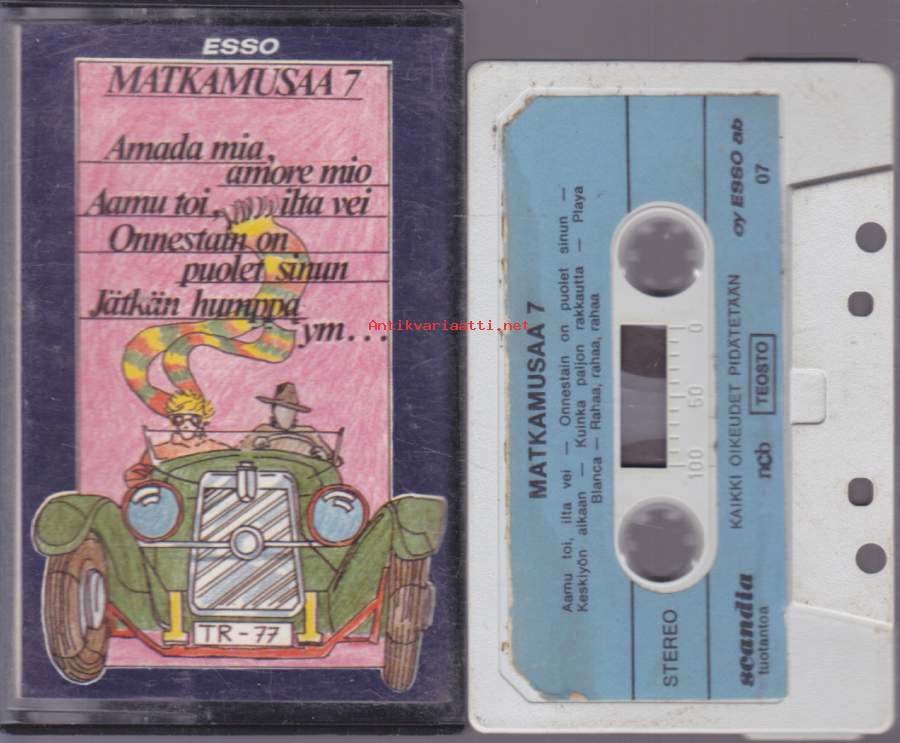 ESSO
MATKAMUSAA 7
Amada mia,
amore mio
Aamu toi, ilta vei
Onnestain on
puolet sinun
Jätkän humppa
ym...
TR-77
Antikvariaatti.net
MATKAMUSAA 7
Aamu toi, ilta vei — Onnestain on puolet sinun —
Keskiyön aikaan — Kuinka paljon rakkautta — Playa
Blanca — Rahaa, rahaa, rahaa
100 50 0
STEREO
KAIKKI OIKEUDET PIDÄTETÄÄN
ncb TEOSTO
scandia
tuotantoa
oy ESSO ab
07